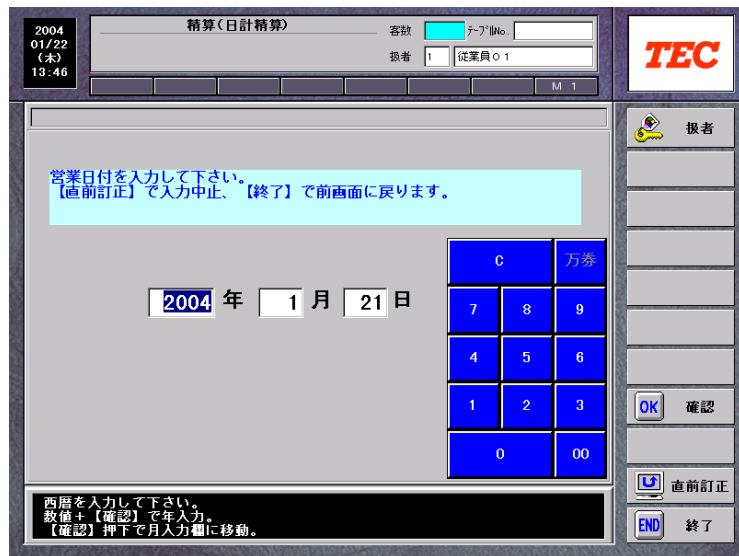 2004
01/22
(木)
13:46
精算(日計精算)
客数
テーブルNo.
扱者 1 従業員01
M 1
TEC
扱者
営業日付を入力して下さい。
【直前訂正】で入力中止、【終了】で前画面に戻ります。
C 万券
2004 年 1 月 21 日
7 8 9
4 5 6
1 2 3
0 00
OK 確認
直前訂正
END 終了
西暦を入力して下さい。
数値+【確認】で年入力。
【確認】押下で月入力欄に移動。